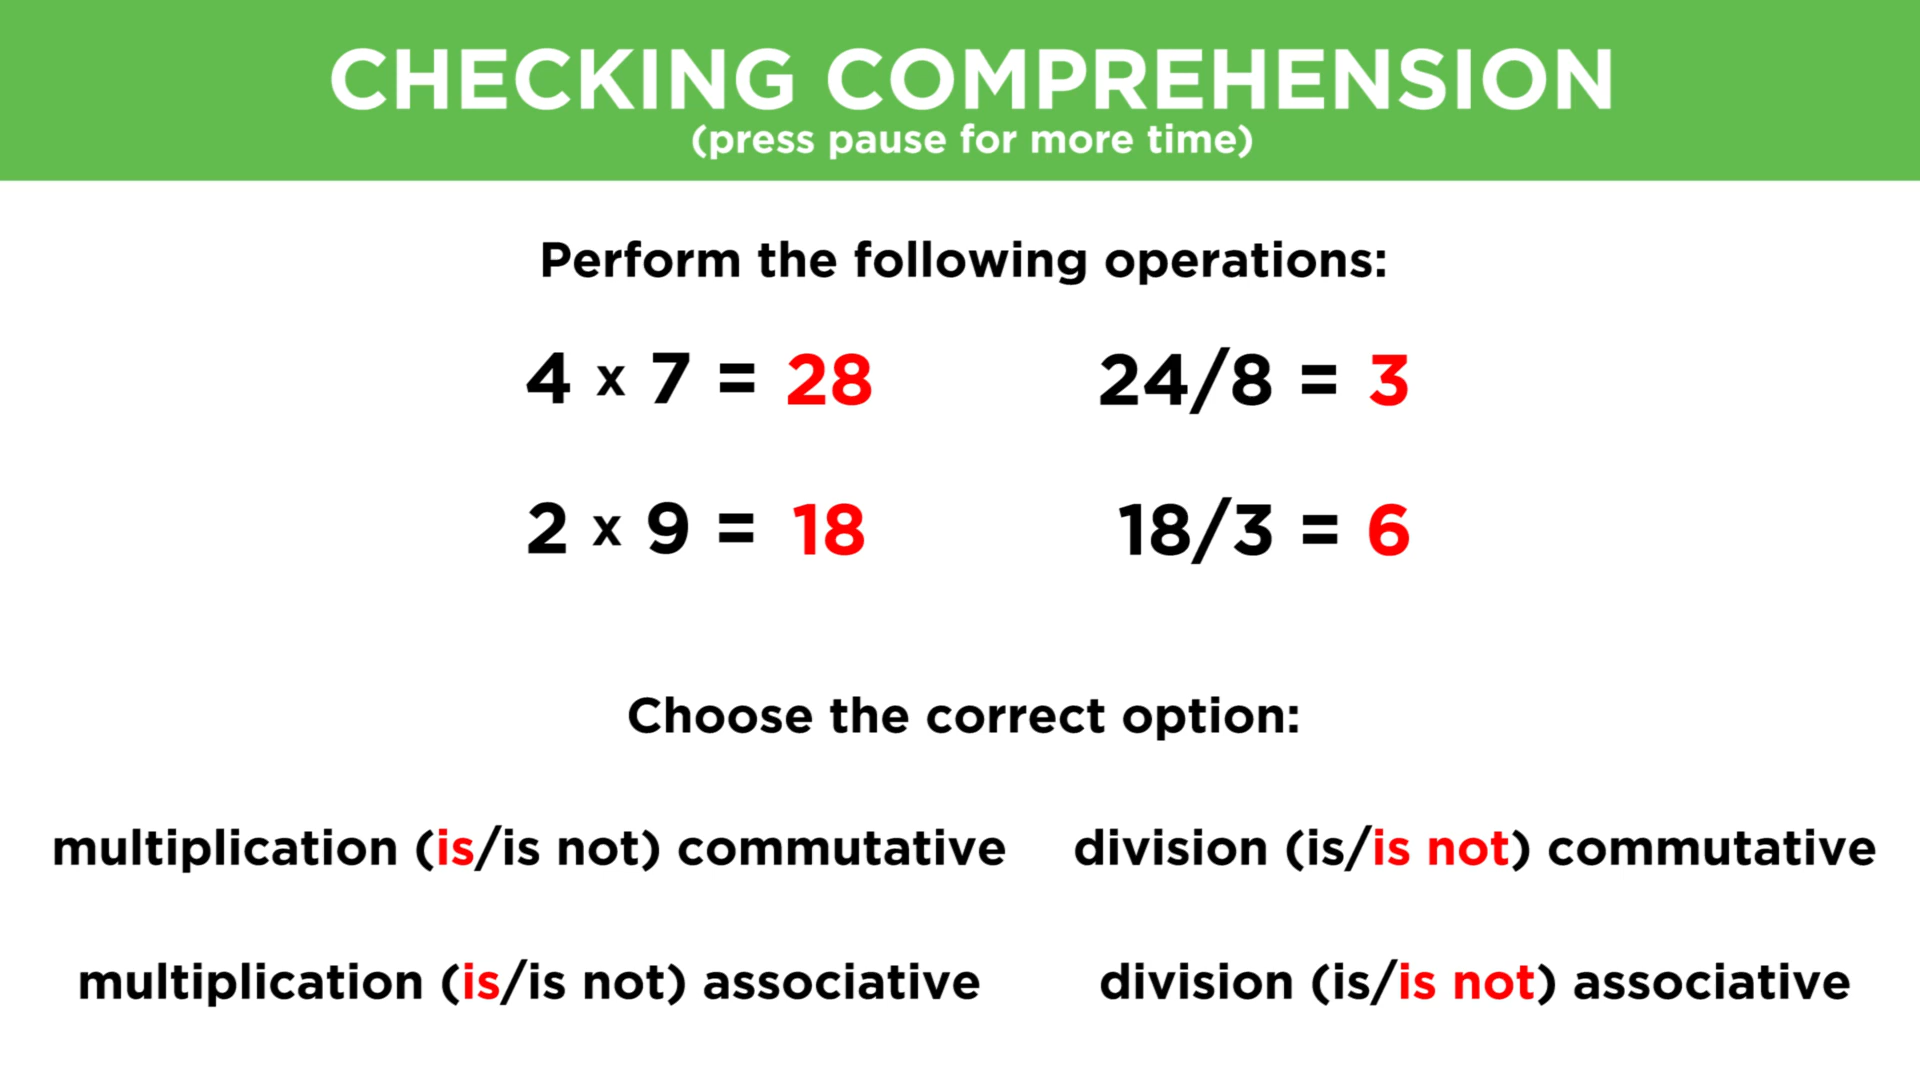 CHECKING COMPREHENSION
(press pause for more time)
Perform the following operations:
4 x 7 = 28 24/8 = 3
2 x 9 = 18 18/3 = 6
Choose the correct option:
multiplication (is/is not) commutative division (is/is not) commutative
multiplication (is/is not) associative division (is/is not) associative